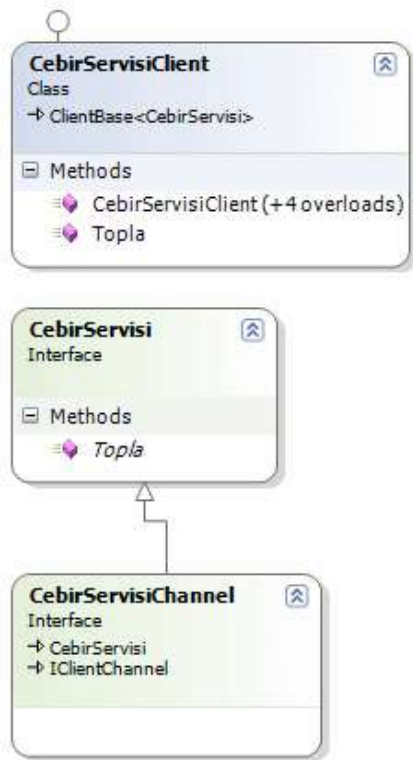 CebirServisiClient
Class
ClientBase<CebirServisi>
Methods
CebirServisiClient (+4 overloads)
Topla
CebirServisi
Interface
Methods
Topla
CebirServisiChannel
Interface
CebirServisi
IClientChannel